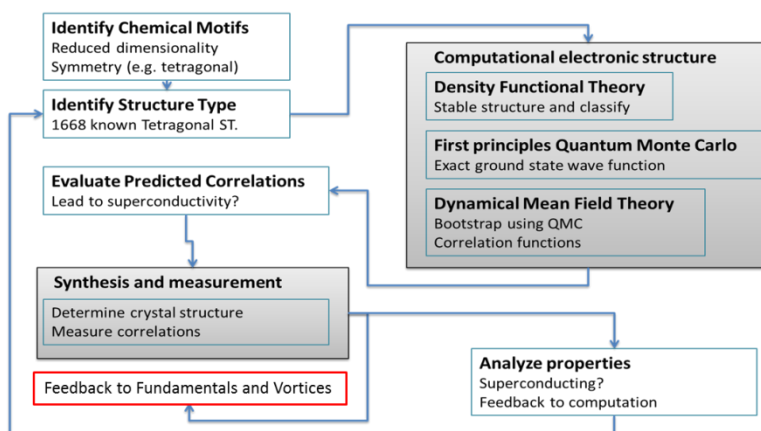 Identify Chemical Motifs
Reduced dimensionality
Symmetry (e.g. tetragonal)
Identify Structure Type
1668 known Tetragonal ST.
Computational electronic structure
Density Functional Theory
Stable structure and classify
First principles Quantum Monte Carlo
Exact ground state wave function
Dynamical Mean Field Theory
Bootstrap using QMC
Correlation functions
Evaluate Predicted Correlations
Lead to superconductivity?
Synthesis and measurement
Determine crystal structure
Measure correlations
Feedback to Fundamentals and Vortices
Analyze properties
Superconducting?
Feedback to computation